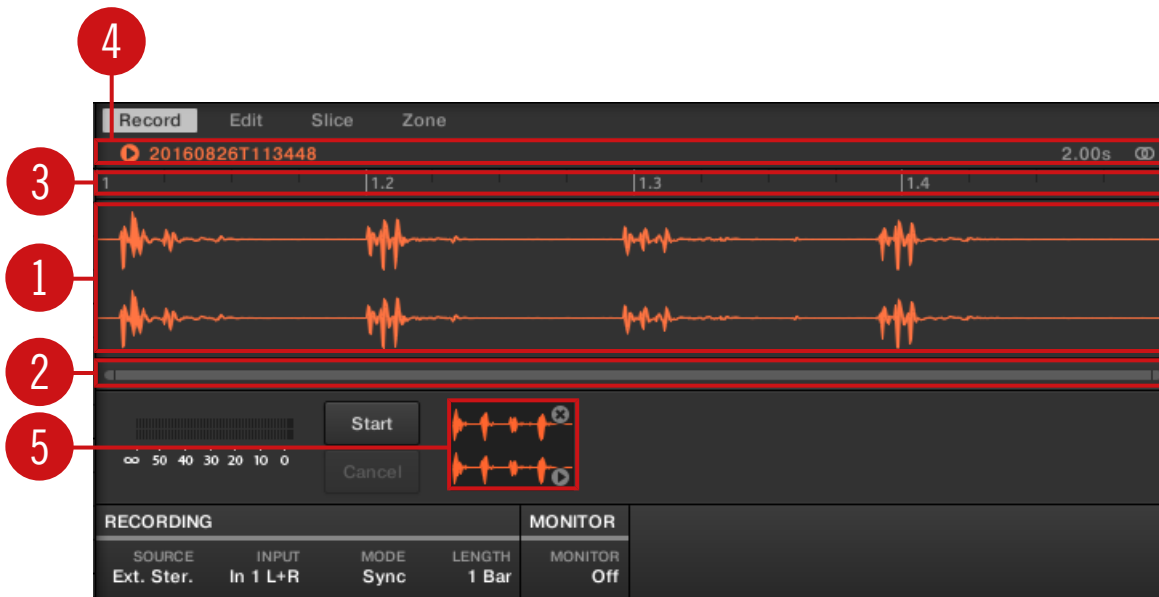 4
Record Edit Slice Zone
20160826T113448 2.00s
3
1 1.2 1.3 1.4
1
2
5
Start
∞ 50 40 30 20 10 0
Cancel
RECORDING MONITOR
SOURCE INPUT MODE LENGTH MONITOR
Ext. Ster. In 1 L+R Sync 1 Bar Off